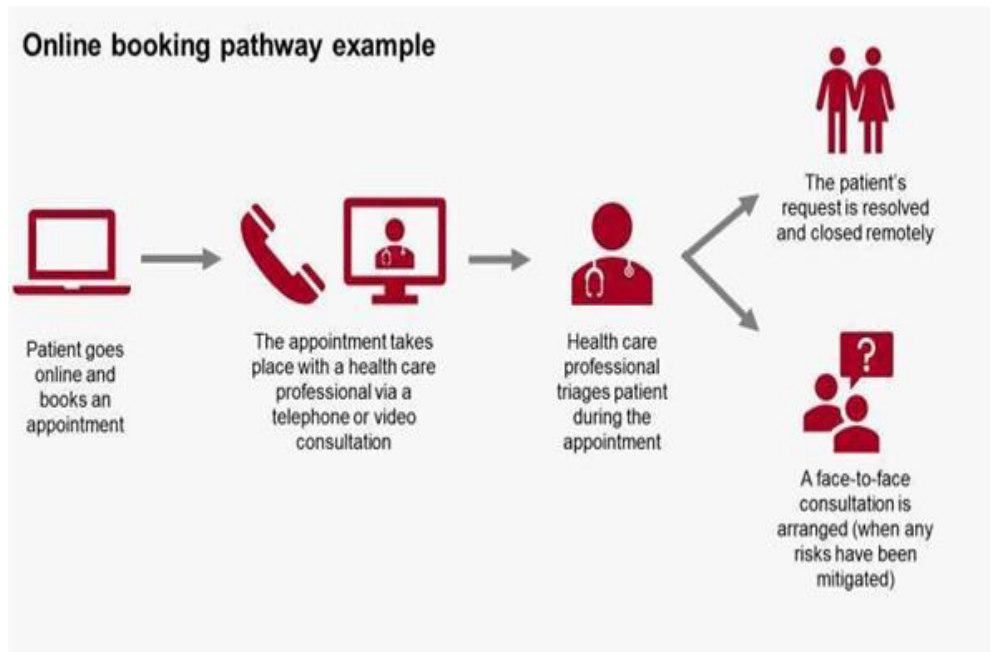 Online booking pathway example
Patient goes
online and
books an
appointment
The appointment takes
place with a health care
professional via a
telephone or video
consultation
Health care
professional
triages patient
during the
appointment
The patient's
request is resolved
and closed remotely
?
A face-to-face
consultation is
arranged (when any
risks have been
mitigated)